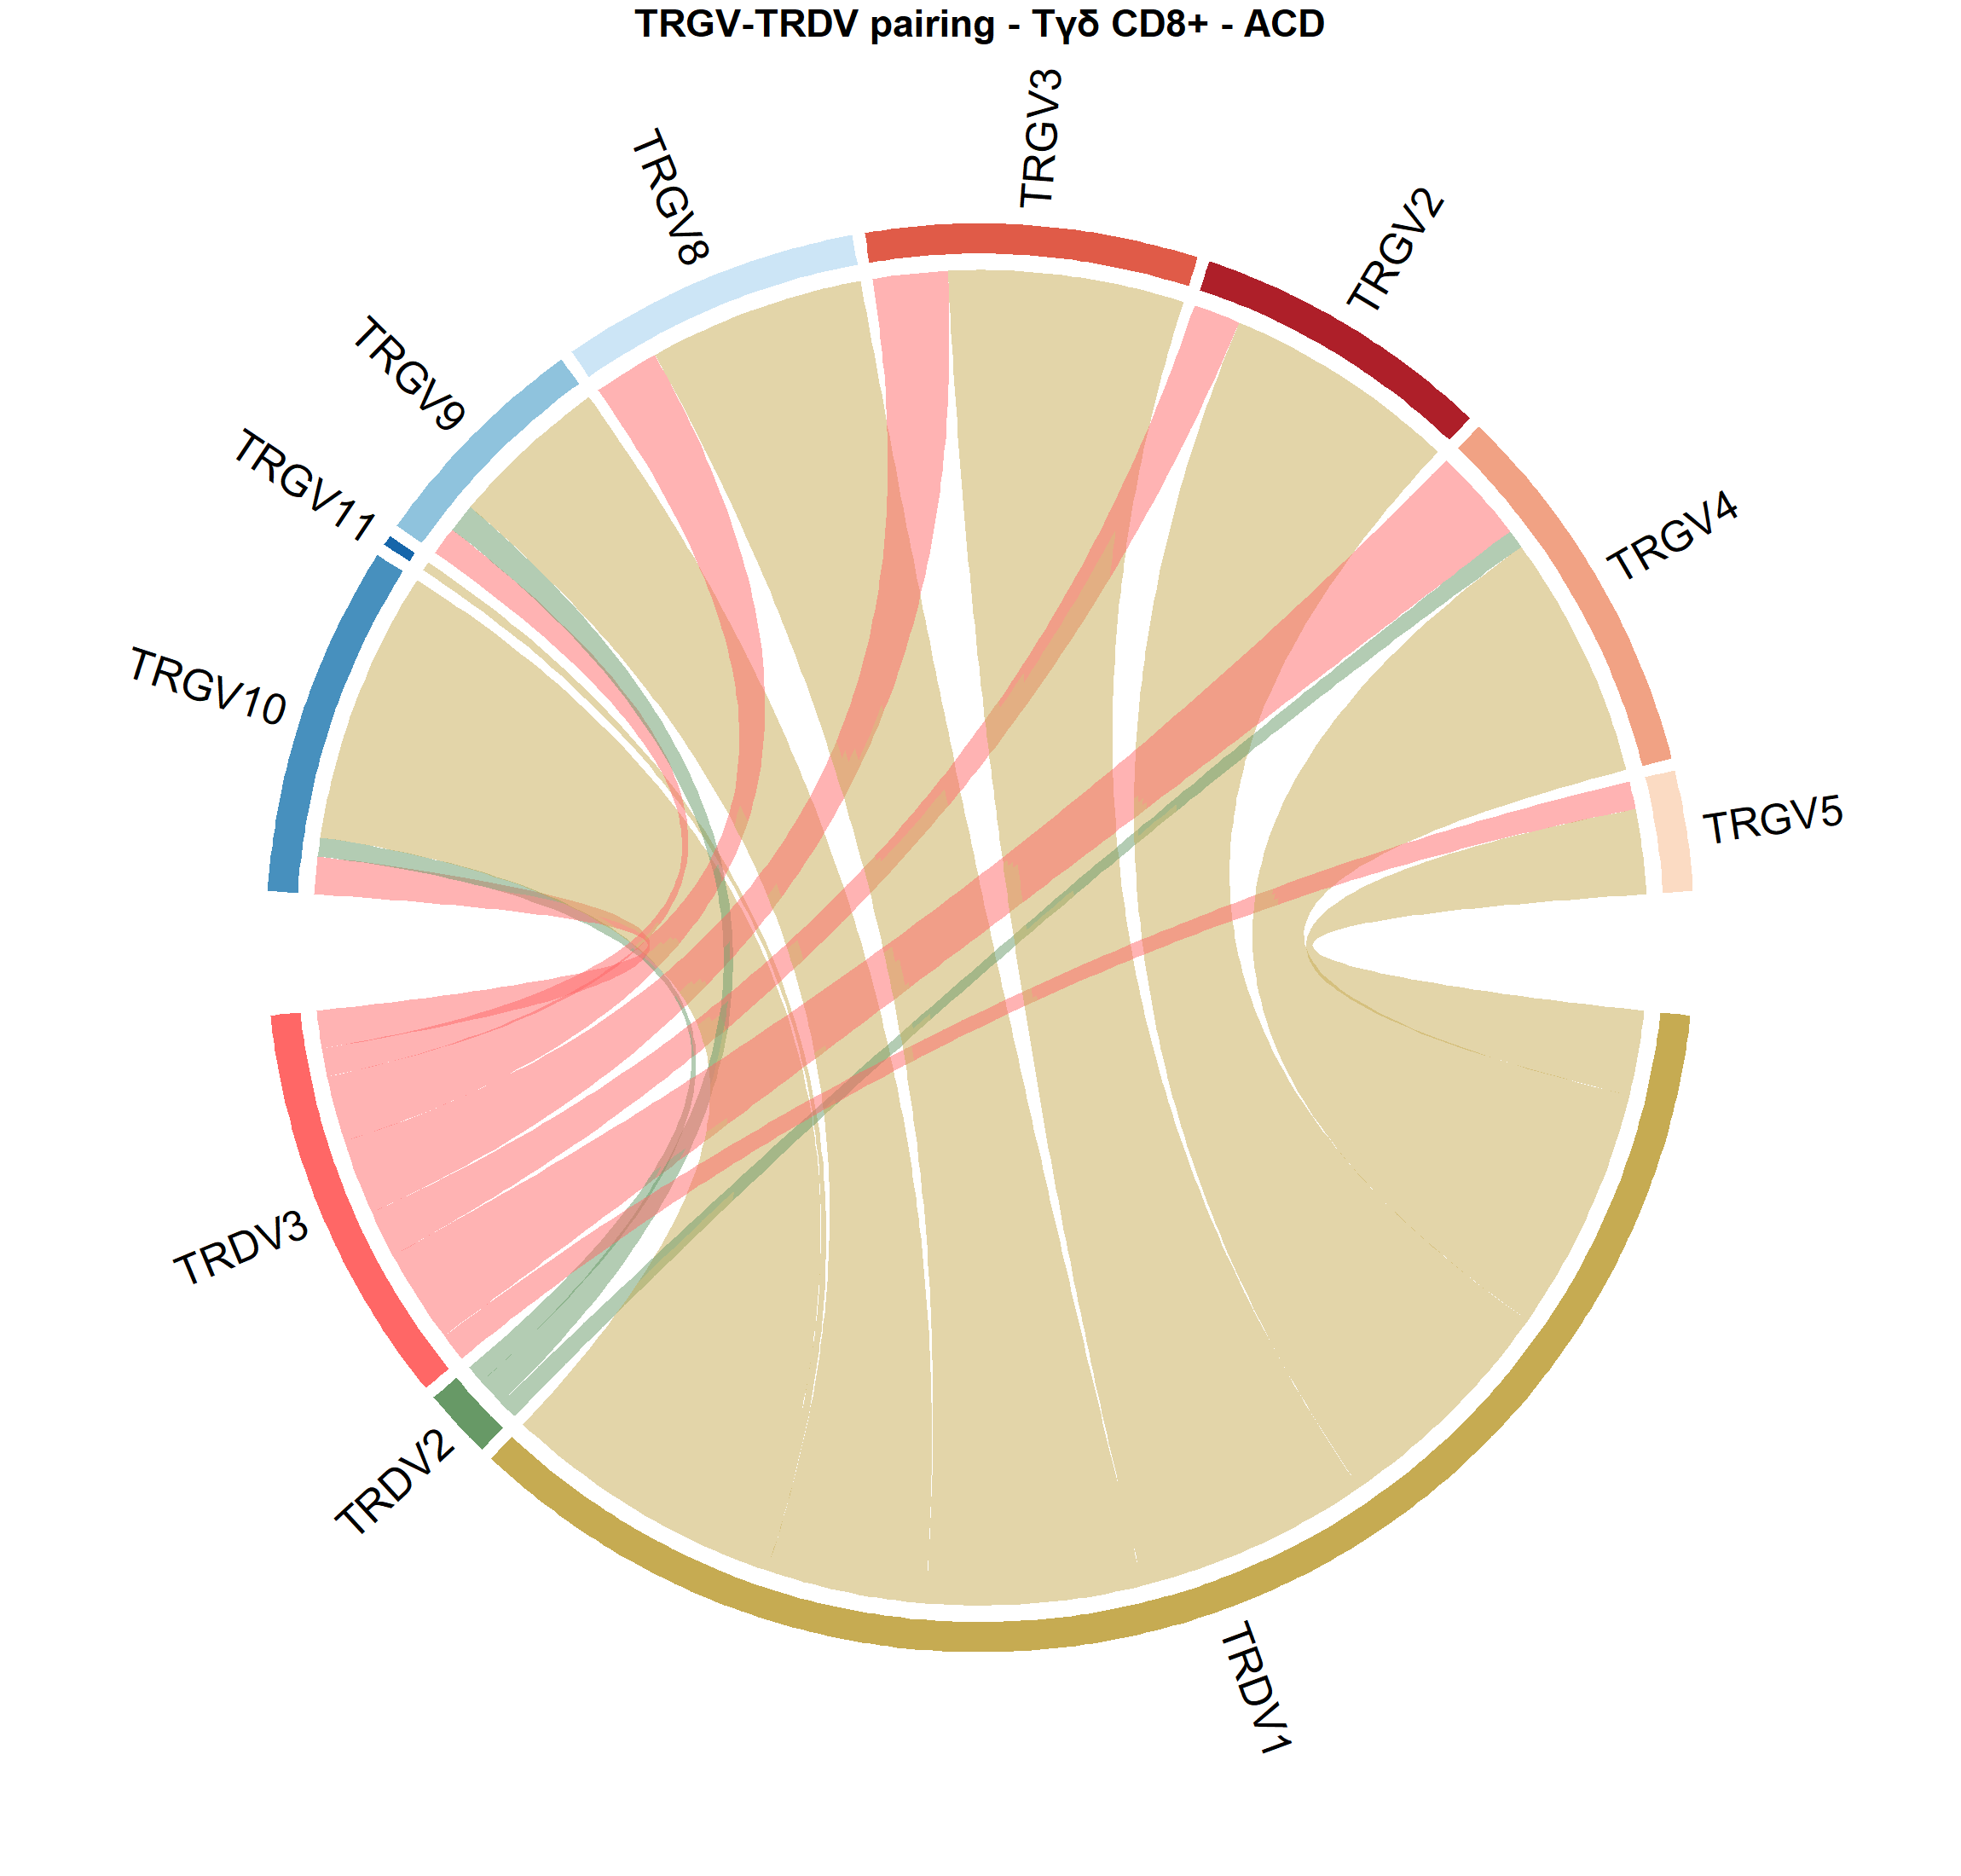 TRGV-TRDV pairing - Tγδ CD8+ - ACD
TRGV3
TRGV8
TRGV2
TRGV9
TRGV11
TRGV4
TRGV10
TRGV5
TRDV3
TRDV2
TRDV1